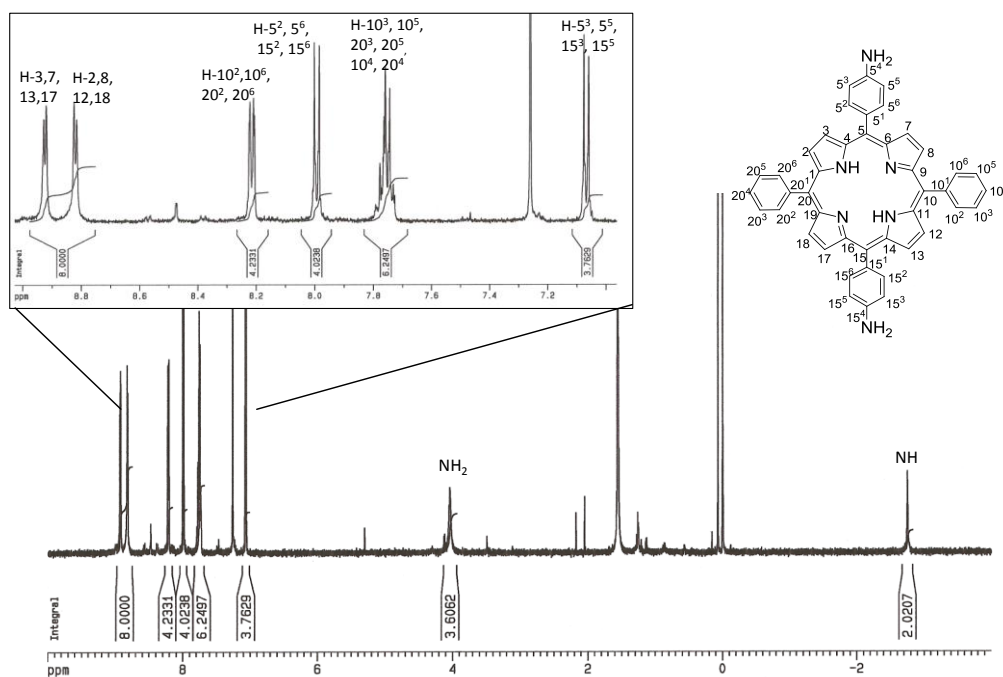 H-3,7,
13,17
H-2,8,
12,18
H-10², 10⁶,
20², 20⁶
H-5², 5⁶,
15², 15⁶
H-10³, 10⁵,
20³, 20⁵
10⁴, 20⁴
H-5³, 5⁵,
15³, 15⁵
Integral
8.0000
4.2331
4.0238
6.2497
3.7629
ppm 8.8 8.6 8.4 8.2 8.0 7.8 7.6 7.4 7.2
NH₂
5⁴
5³ 5⁵
5² 5⁶
5¹
3 4 5 6 7
2 8
1 NH N 9
20⁵ 20⁶ 10⁶ 10⁵
20⁴ 20¹ 20 10 10¹ 10
20³ 20² 10² 10³
19 N HN 11
18 12
17 16 15 14 13
15¹
15⁶ 15²
15⁵ 15³
15⁴
NH₂
NH₂
NH
Integral
8.0000
4.2331
4.0238
6.2497
3.7629
3.6062
2.0207
ppm 8 6 4 2 0 -2